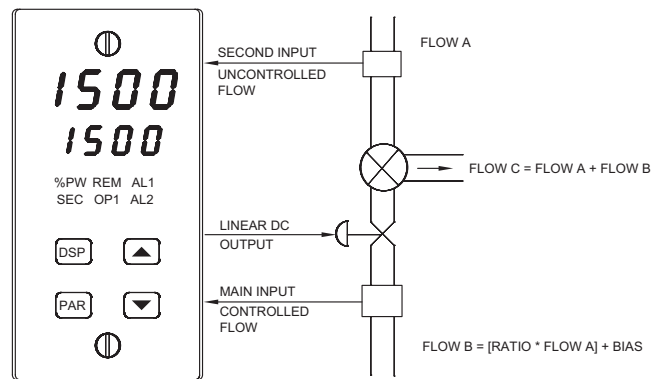 1500
1500
%PW REM AL1
SEC OP1 AL2
DSP
PAR
SECOND INPUT
UNCONTROLLED
FLOW
FLOW A
FLOW C = FLOW A + FLOW B
LINEAR DC
OUTPUT
MAIN INPUT
CONTROLLED
FLOW
FLOW B = [RATIO * FLOW A] + BIAS